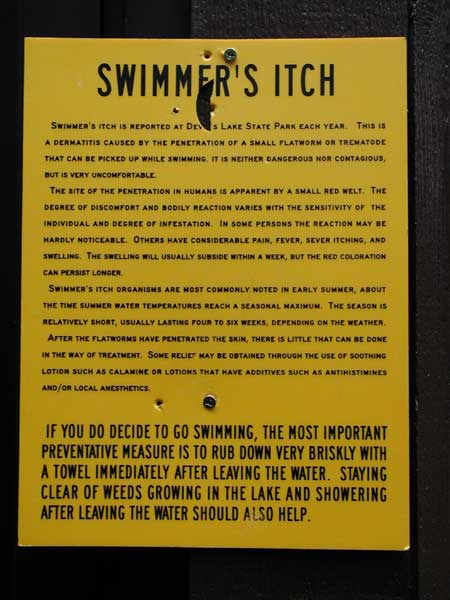 SWIMMER'S ITCH
SWIMMER'S ITCH IS REPORTED AT LAKE STATE PARK EACH YEAR. THIS IS
A DERMATITIS CAUSED BY THE PENETRATION OF A SMALL FLATWORM OR TREMATODE
THAT CAN BE PICKED UP WHILE SWIMMING. IT IS NEITHER DANGEROUS NOR CONTAGIOUS,
BUT IS VERY UNCOMFORTABLE.
THE SITE OF THE PENETRATION IN HUMANS IS APPARENT BY A SMALL RED WELT. THE
DEGREE OF DISCOMFORT AND BODILY REACTION VARIES WITH THE SENSITIVITY OF THE
INDIVIDUAL AND DEGREE OF INFESTATION. IN SOME PERSONS THE REACTION MAY BE
HARDLY NOTICEABLE. OTHERS HAVE CONSIDERABLE PAIN, FEVER, SEVER ITCHING, AND
SWELLING. THE SWELLING WILL USUALLY SUBSIDE WITHIN A WEEK, BUT THE RED COLORATION
CAN PERSIST LONGER.
SWIMMER'S ITCH ORGANISMS ARE MOST COMMONLY NOTED IN EARLY SUMMER, ABOUT
THE TIME SUMMER WATER TEMPERATURES REACH A SEASONAL MAXIMUM. THE SEASON IS
RELATIVELY SHORT, USUALLY LASTING FOUR TO SIX WEEKS, DEPENDING ON THE WEATHER.
AFTER THE FLATWORMS HAVE PENETRATED THE SKIN, THERE IS LITTLE THAT CAN BE DONE
IN THE WAY OF TREATMENT. SOME RELIEF MAY BE OBTAINED THROUGH THE USE OF SOOTHING
LOTION SUCH AS CALAMINE OR LOTIONS THAT HAVE ADDITIVES SUCH AS ANTIHISTIMINES
AND/OR LOCAL ANESTHETICS.
IF YOU DO DECIDE TO GO SWIMMING, THE MOST IMPORTANT
PREVENTATIVE MEASURE IS TO RUB DOWN VERY BRISKLY WITH
A TOWEL IMMEDIATELY AFTER LEAVING THE WATER. STAYING
CLEAR OF WEEDS GROWING IN THE LAKE AND SHOWERING
AFTER LEAVING THE WATER SHOULD ALSO HELP.